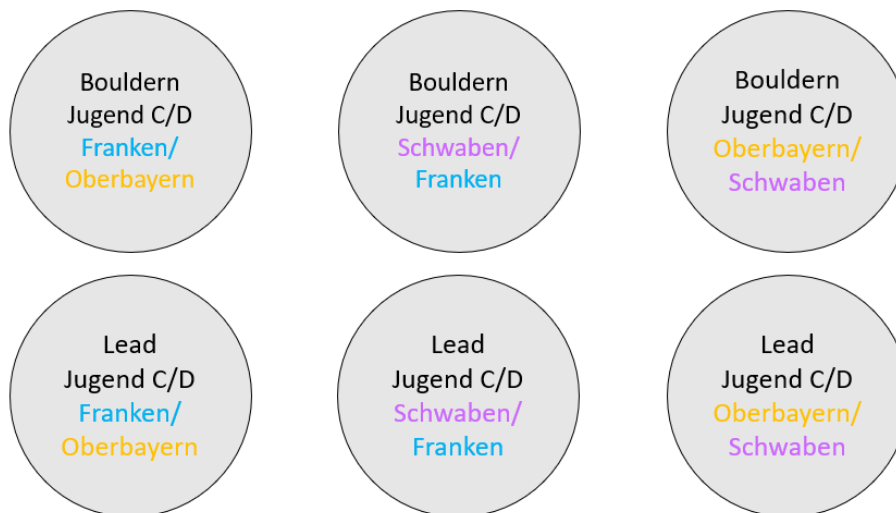 Bouldern
Jugend C/D
Franken/
Oberbayern
Bouldern
Jugend C/D
Schwaben/
Franken
Bouldern
Jugend C/D
Oberbayern/
Schwaben
Lead
Jugend C/D
Franken/
Oberbayern
Lead
Jugend C/D
Schwaben/
Franken
Lead
Jugend C/D
Oberbayern/
Schwaben